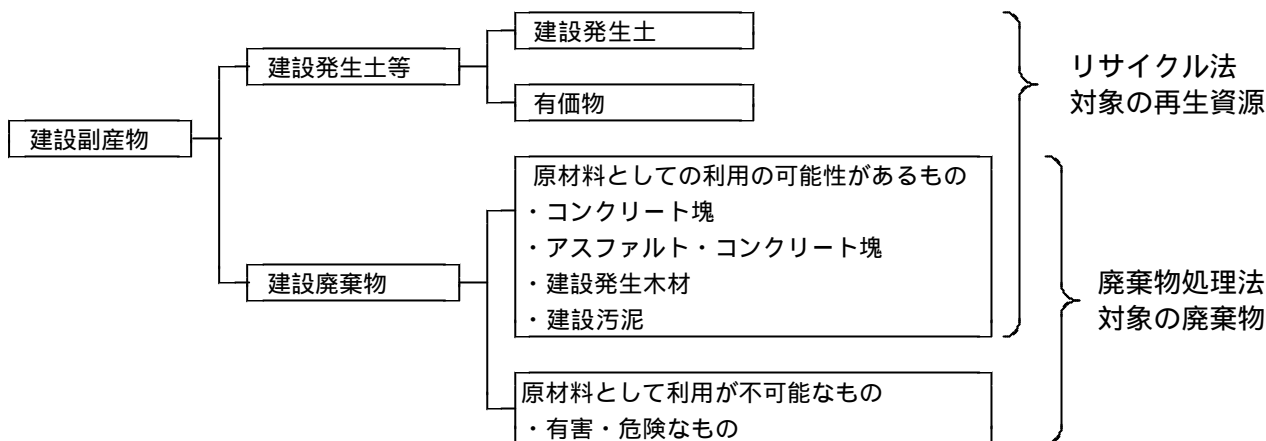 建設副産物
建設発生土等
建設発生土
有価物
建設廃棄物
原材料としての利用の可能性があるもの
・コンクリート塊
・アスファルト・コンクリート塊
・建設発生木材
・建設汚泥
原材料として利用が不可能なもの
・有害・危険なもの
リサイクル法
対象の再生資源
廃棄物処理法
対象の廃棄物